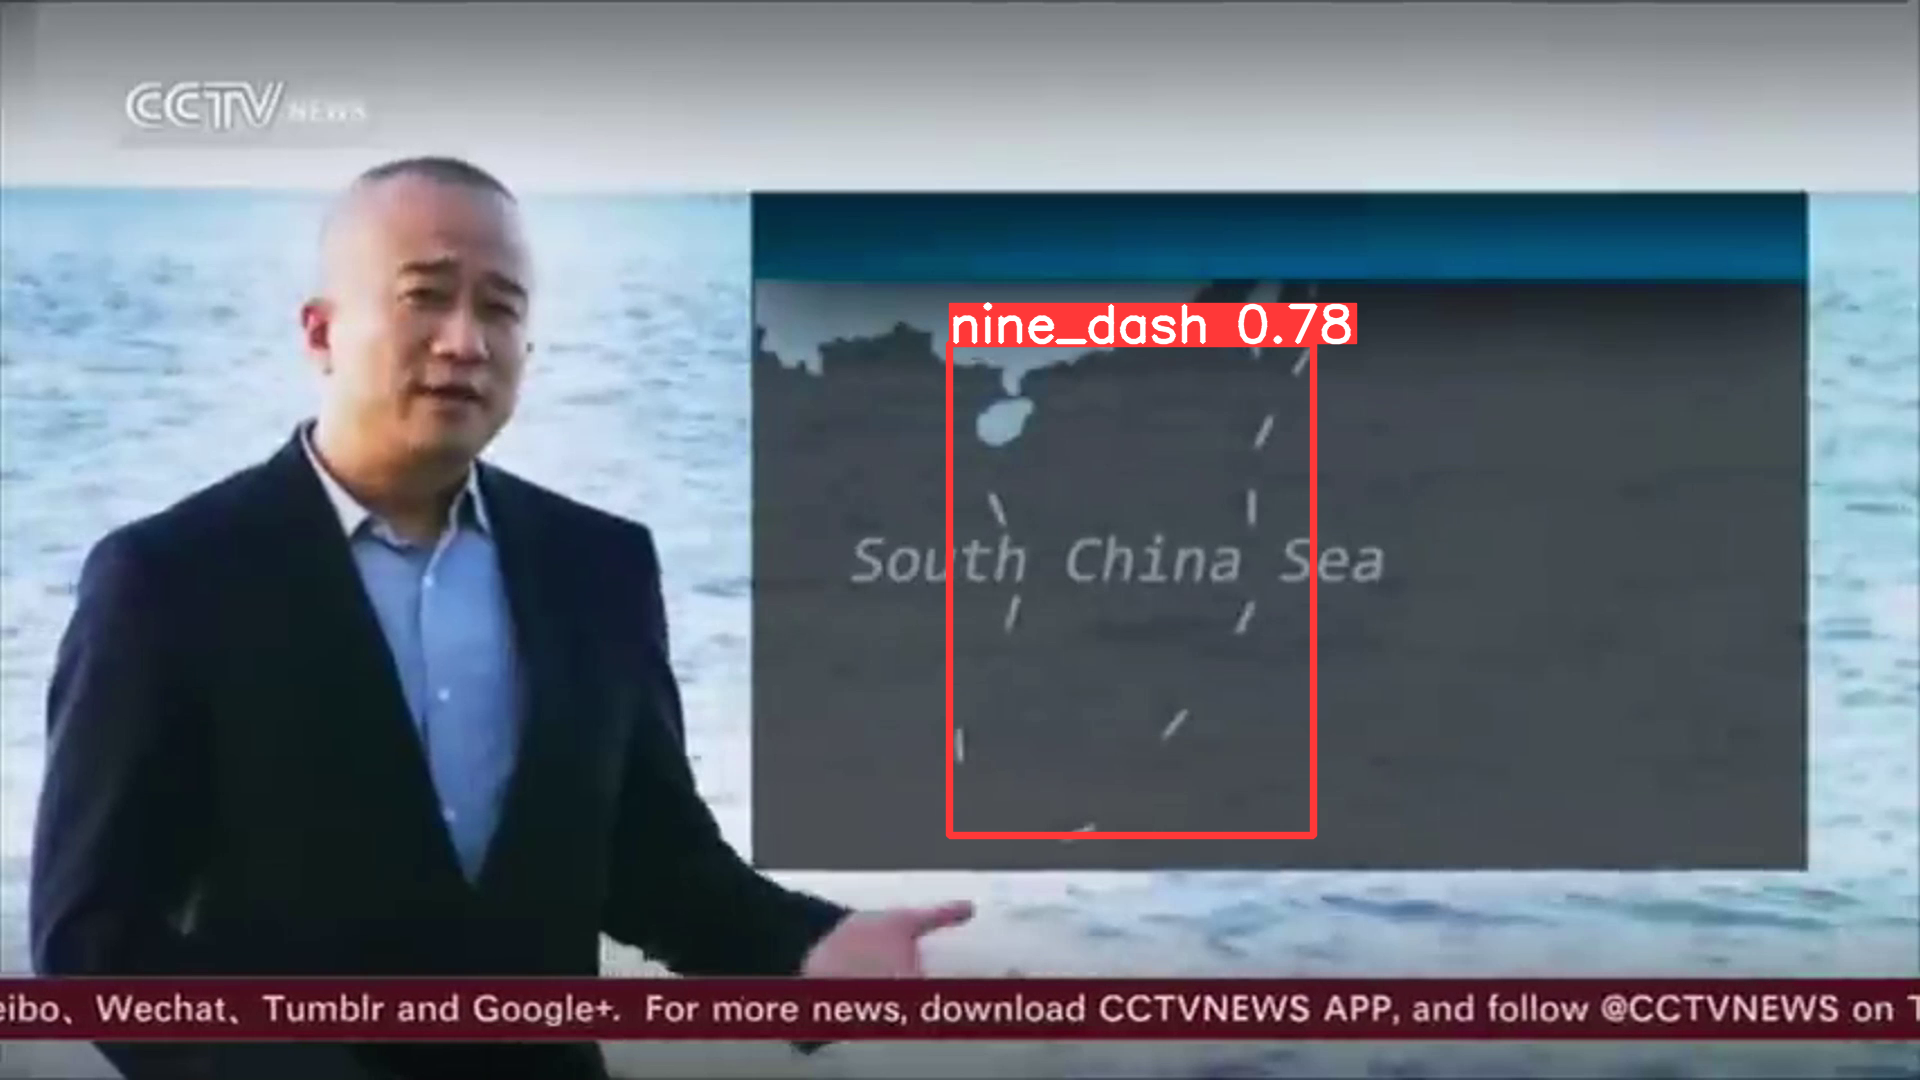 CCTV NEWS
nine_dash 0.78
South China Sea
eibo、Wechat、Tumblr and Google+. For more news, download CCTVNEWS APP, and follow @CCTVNEWS on T